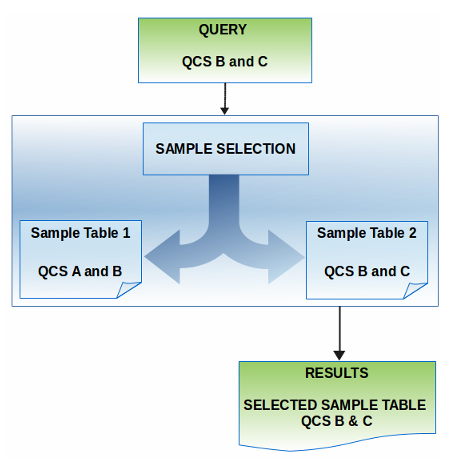 QUERY
QCS B and C
SAMPLE SELECTION
Sample Table 1
QCS A and B
Sample Table 2
QCS B and C
RESULTS
SELECTED SAMPLE TABLE
QCS B & C